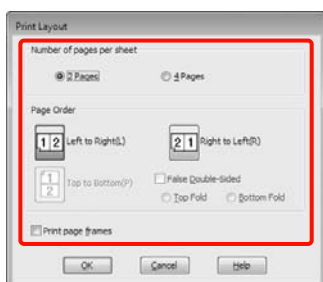 Print Layout
Number of pages per sheet
2 Pages 4 Pages
Page Order
1 2 Left to Right(L) 2 1 Right to Left(R)
1
2 Top to Bottom(P) False Double-Sided
Top Fold Bottom Fold
Print page frames
OK Cancel Help